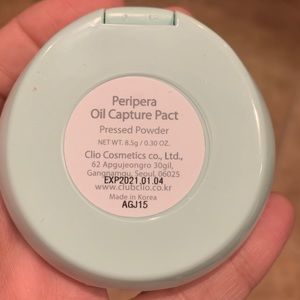 Peripera
Oil Capture Pact
Pressed Powder
NET WT. 8.5g / 0.30 OZ.
Clio Cosmetics co., Ltd.,
62 Apgujeongro 30gil,
Gangnamgu, Seoul, 06025
EXP2021.01.04
www.clubclio.co.kr
Made in Korea
AGJ15